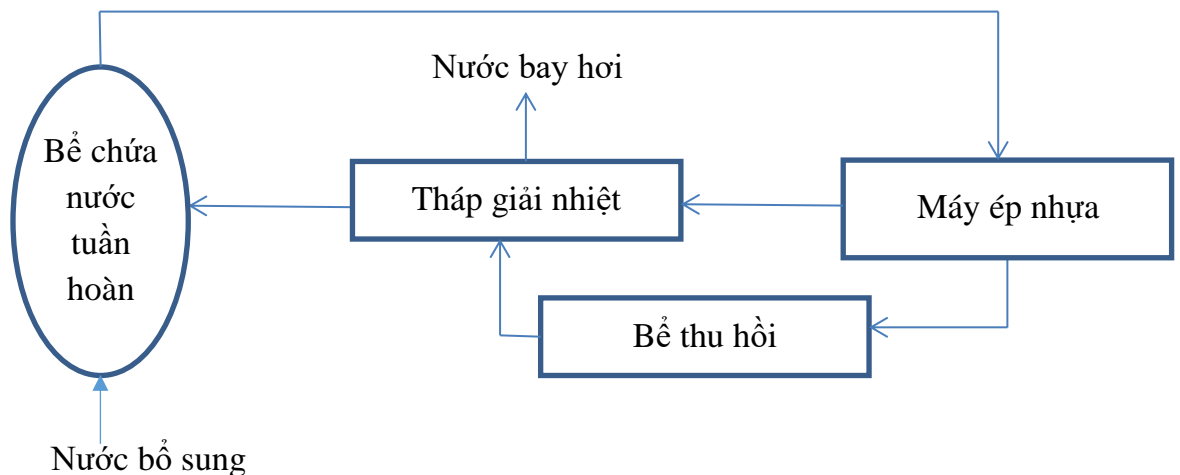 Nước bay hơi
Bể chứa
nước
tuần
hoàn
Tháp giải nhiệt
Máy ép nhựa
Bể thu hồi
Nước bổ sung